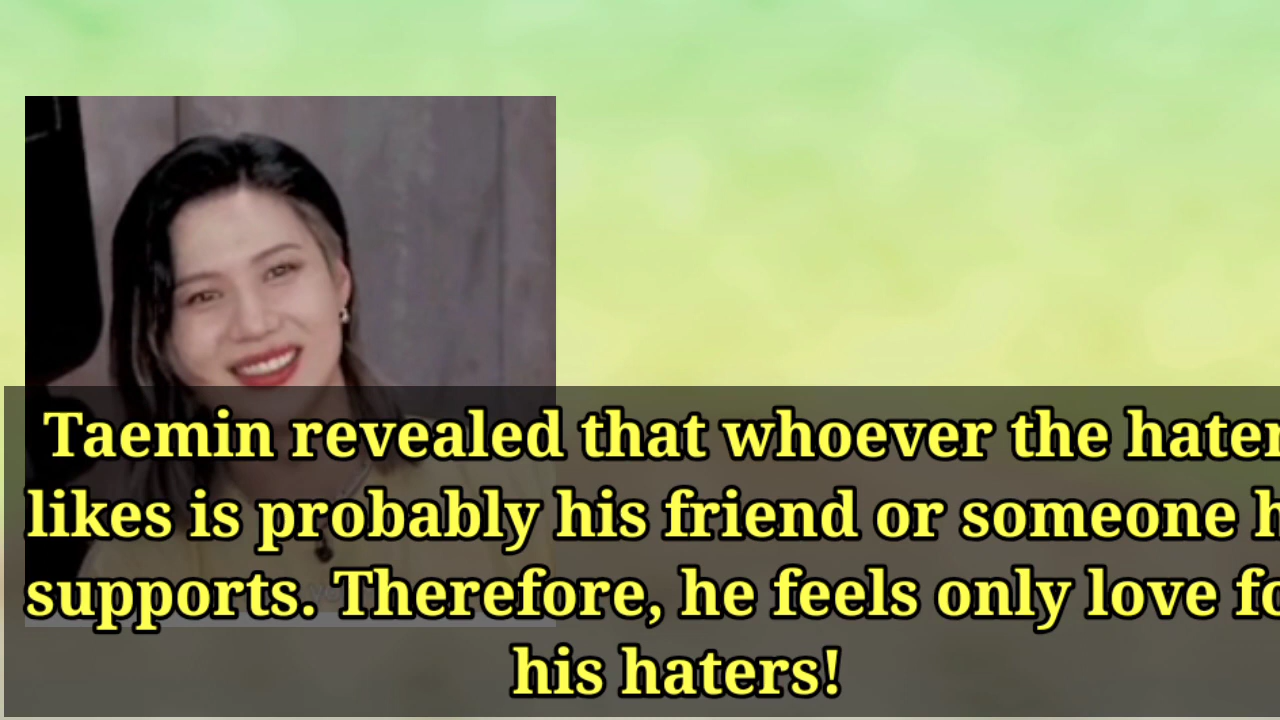 Taemin revealed that whoever the hater
likes is probably his friend or someone h
supports. Therefore, he feels only love fo
his haters!